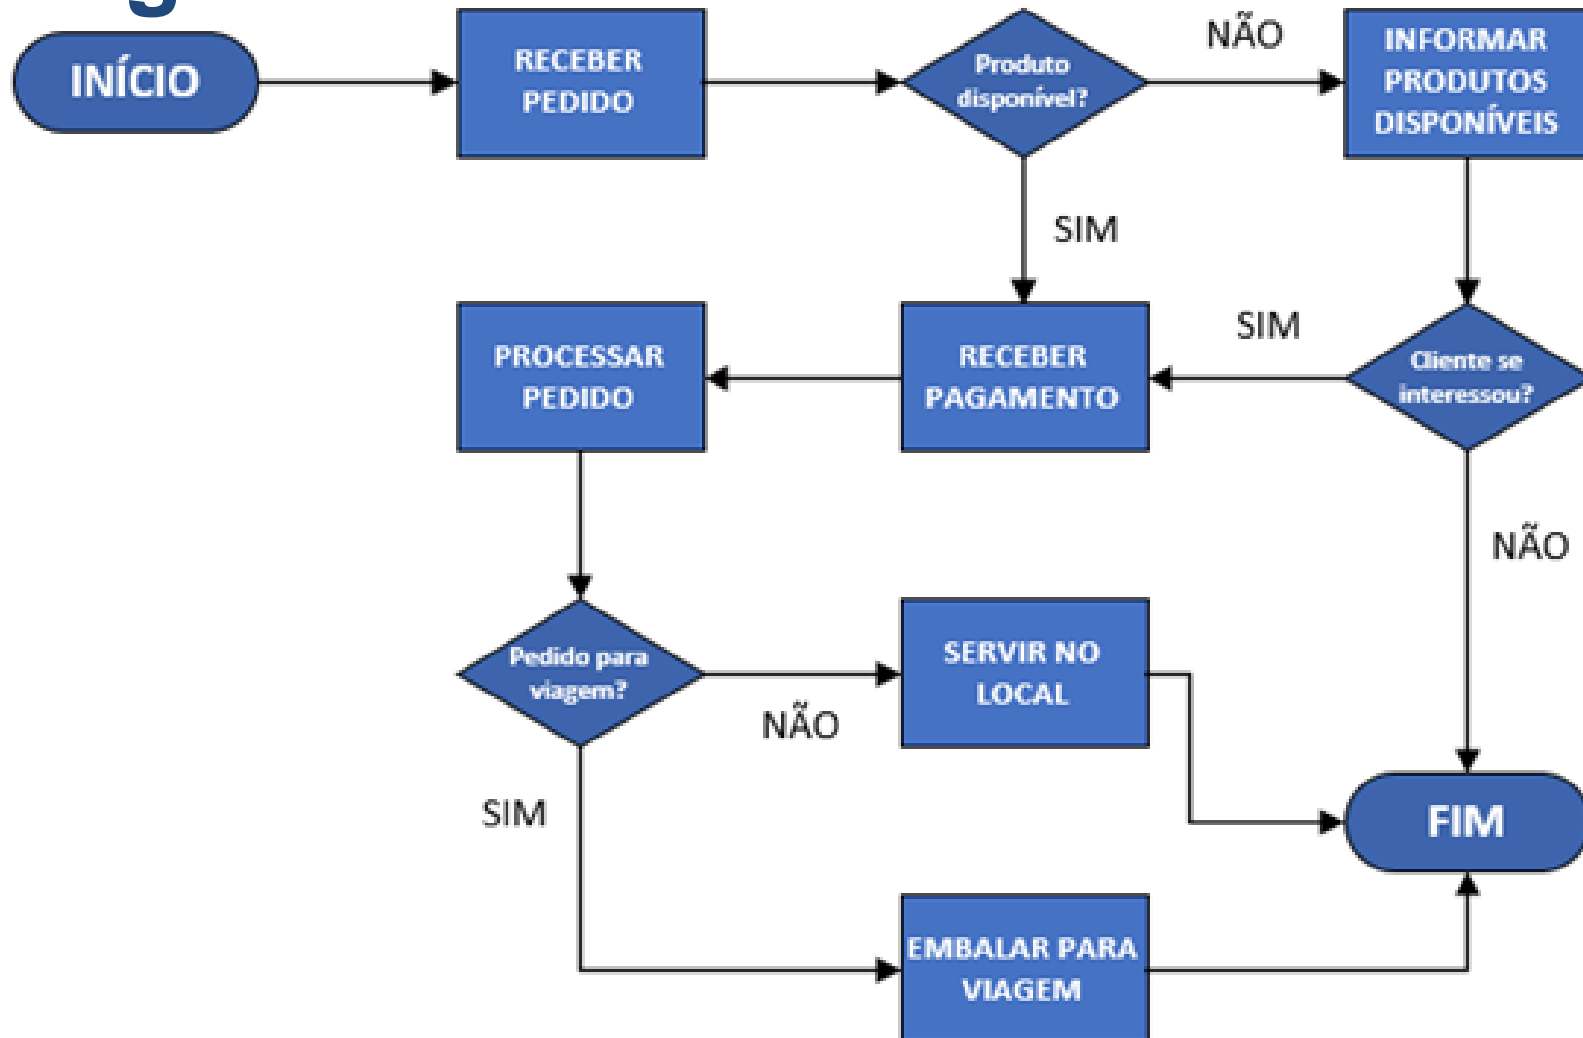 g
INÍCIO
RECEBER
PEDIDO
Produto
disponível?
NÃO
INFORMAR
PRODUTOS
DISPONÍVEIS
SIM
PROCESSAR
PEDIDO
RECEBER
PAGAMENTO
SIM
Cliente se
interessou?
NÃO
Pedido para
viagem?
NÃO
SERVIR NO
LOCAL
SIM
FIM
EMBALAR PARA
VIAGEM